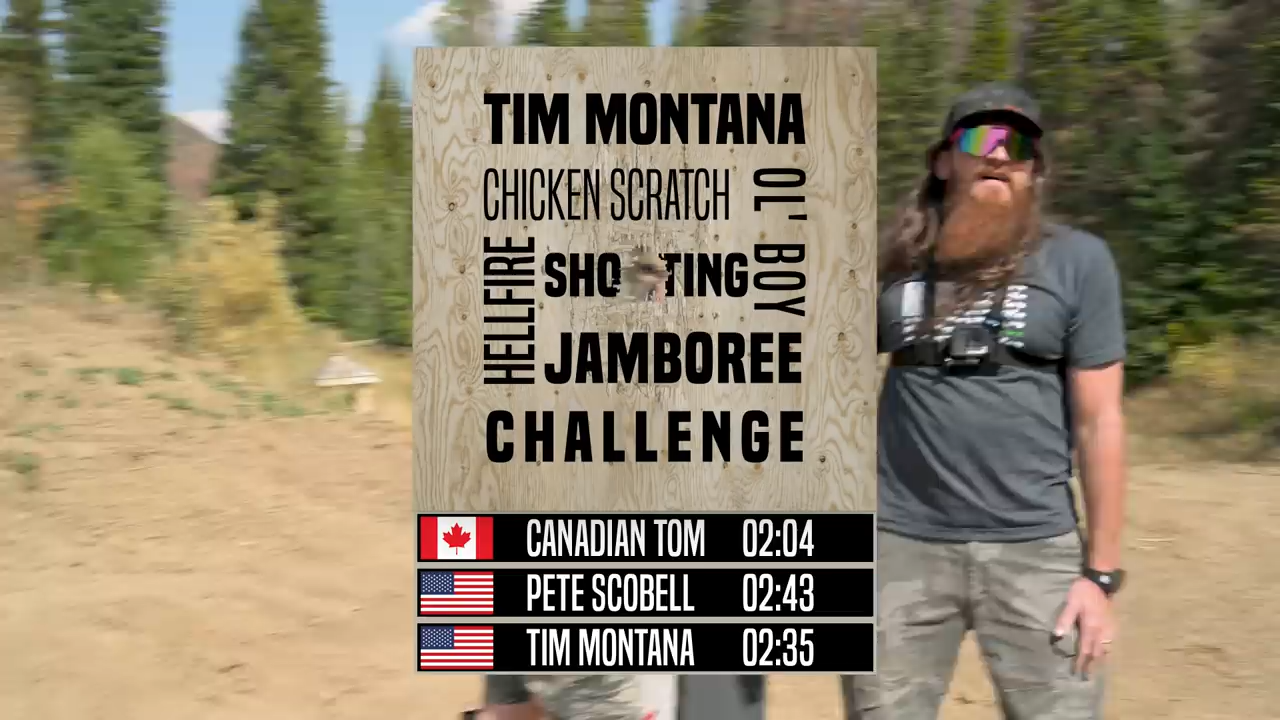 TIM MONTANA
CHICKEN SCRATCH
OL' BOY
HELLFIRE
SHOOTING
JAMBOREE
CHALLENGE
CANADIAN TOM 02:04
PETE SCOBELL 02:43
TIM MONTANA 02:35